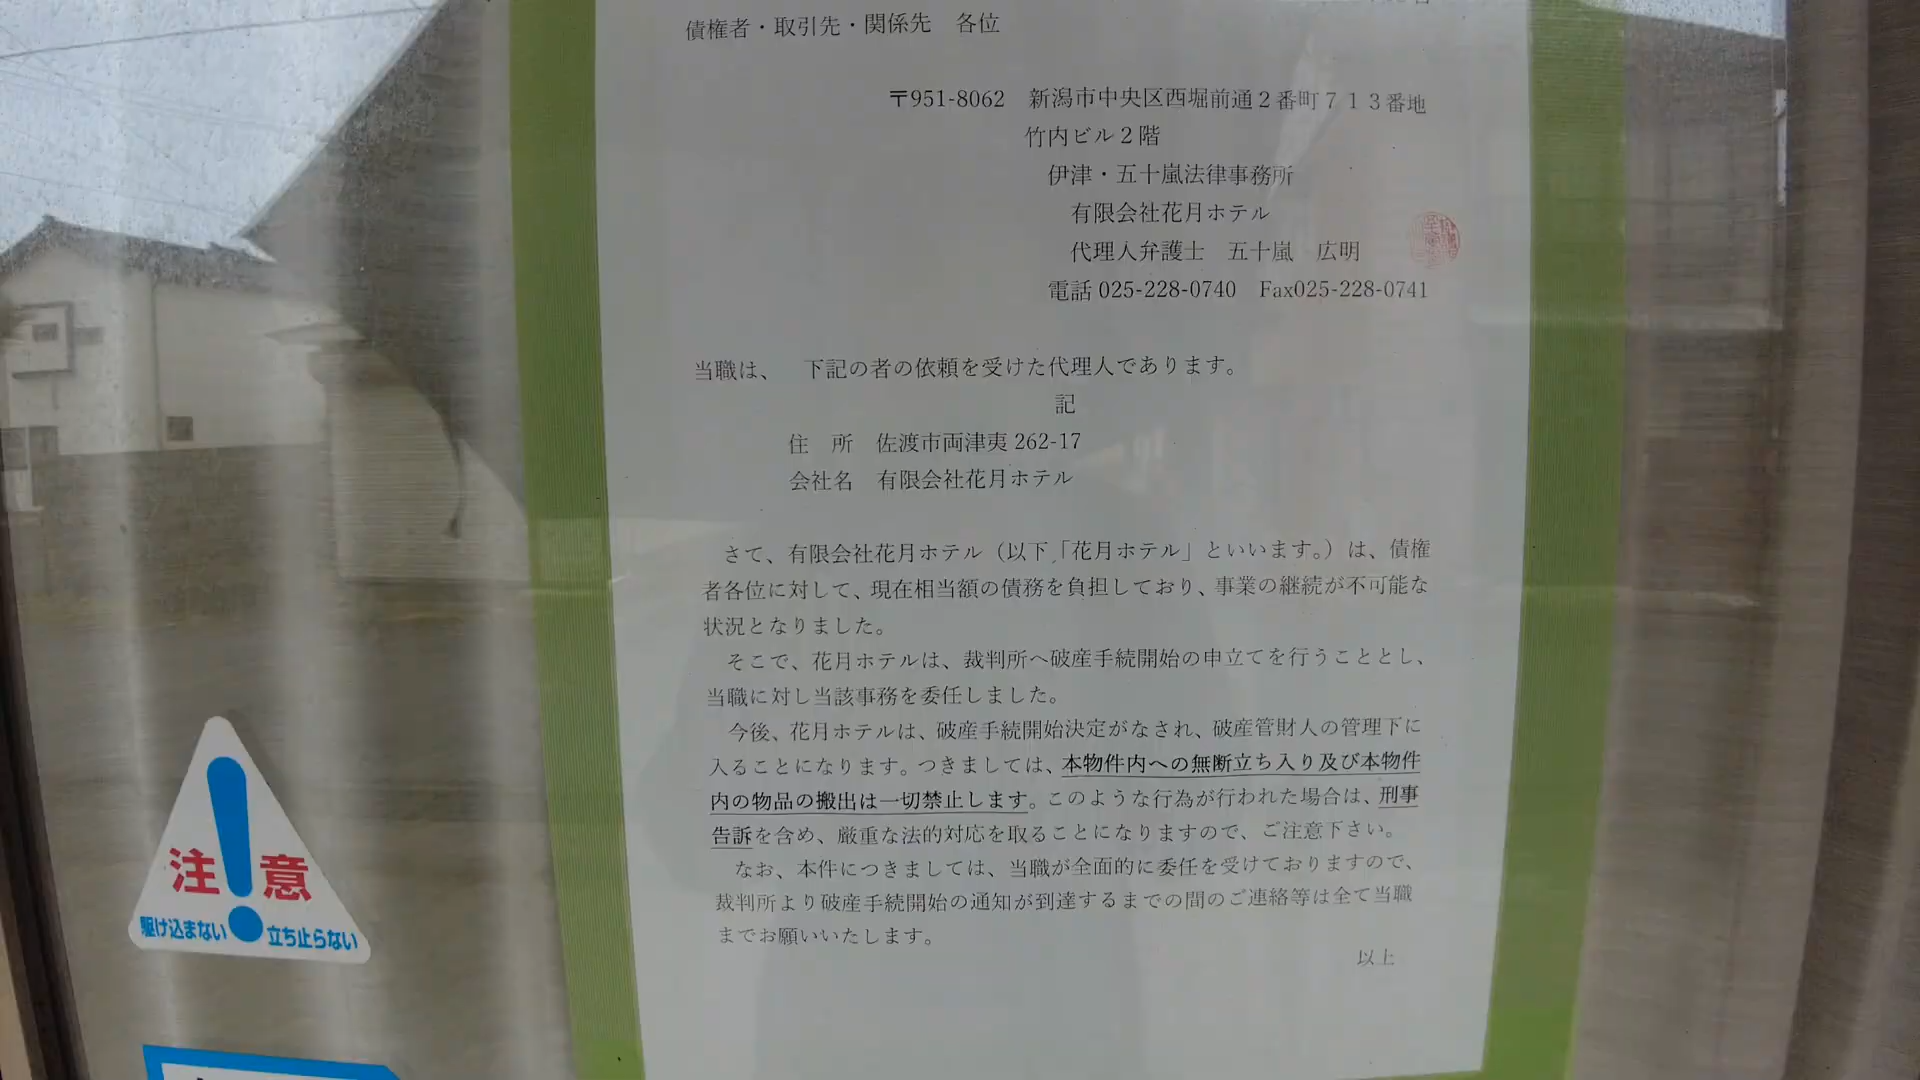 債権者・取引先・関係先　各位
〒951-8062　新潟市中央区西堀前通２番町７１３番地
竹内ビル２階
伊津・五十嵐法律事務所
有限会社花月ホテル
代理人弁護士　五十嵐　広明
電話 025-228-0740　Fax025-228-0741
当職は、　下記の者の依頼を受けた代理人であります。
記
住　所　佐渡市両津夷 262-17
会社名　有限会社花月ホテル
さて、有限会社花月ホテル（以下「花月ホテル」といいます。）は、債権
者各位に対して、現在相当額の債務を負担しており、事業の継続が不可能な
状況となりました。
そこで、花月ホテルは、裁判所へ破産手続開始の申立てを行うこととし、
当職に対し当該事務を委任しました。
今後、花月ホテルは、破産手続開始決定がなされ、破産管財人の管理下に
入ることになります。つきましては、本物件内への無断立ち入り及び本物件
内の物品の搬出は一切禁止します。このような行為が行われた場合は、刑事
告訴を含め、厳重な法的対応を取ることになりますので、ご注意下さい。
なお、本件につきましては、当職が全面的に委任を受けておりますので、
裁判所より破産手続開始の通知が到達するまでの間のご連絡等は全て当職
までお願いいたします。
以上
注意
駆け込まない 立ち止らない